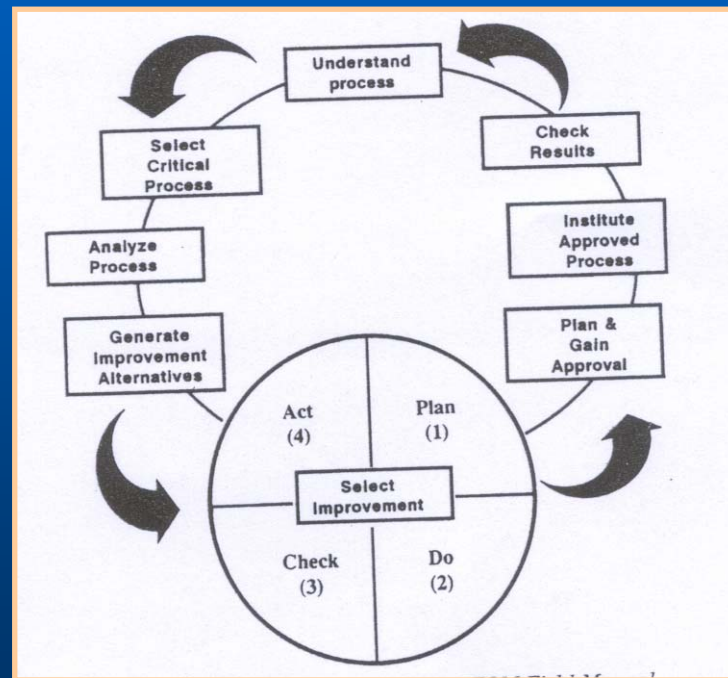 Understand
process
Select
Critical
Process
Analyze
Process
Generate
Improvement
Alternatives
Act
(4)
Plan
(1)
Select
Improvement
Check
(3)
Do
(2)
Plan &
Gain
Approval
Institute
Approved
Process
Check
Results